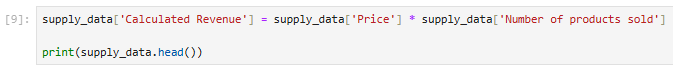 [9]: supply_data['Calculated Revenue'] = supply_data['Price'] * supply_data['Number of products sold']
print(supply_data.head())